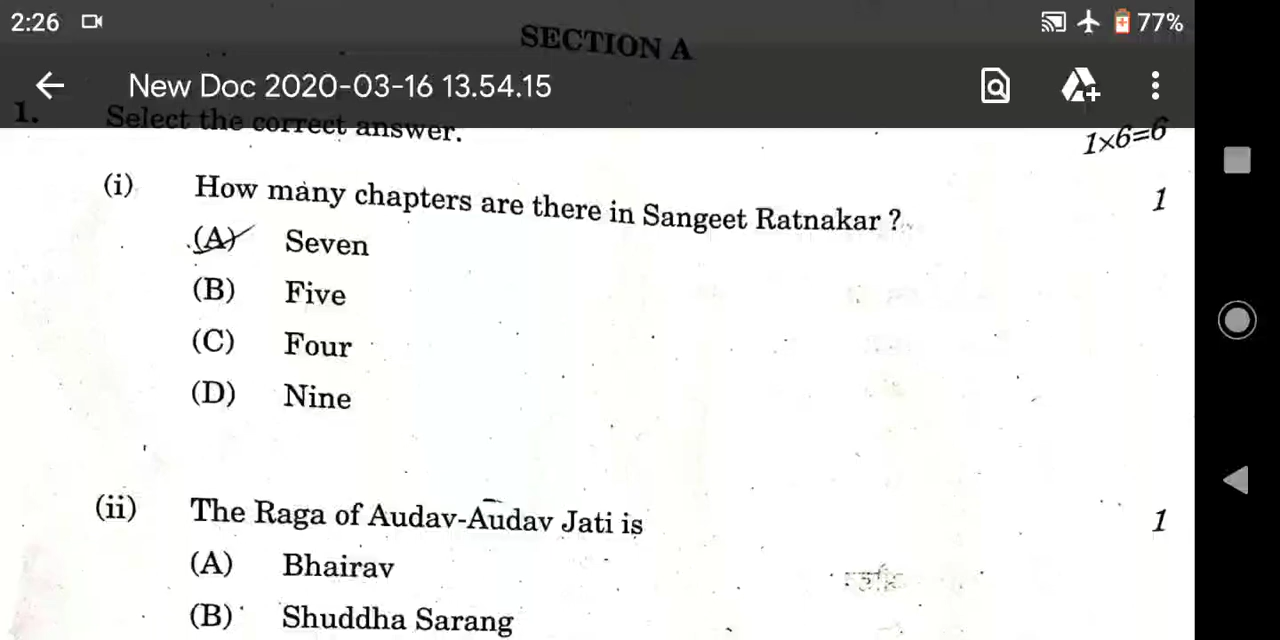 2:26 77%
SECTION A
New Doc 2020-03-16 13.54.15
1. Select the correct answer. 1×6=6
(i) How many chapters are there in Sangeet Ratnakar ? 1
(A) Seven
(B) Five
(C) Four
(D) Nine
(ii) The Raga of Audav-Audav Jati is 1
(A) Bhairav
(B) Shuddha Sarang